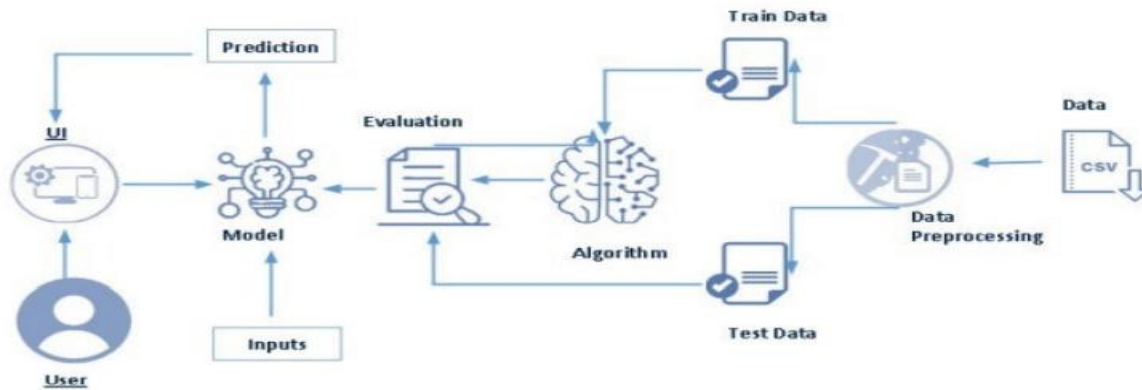 Train Data
Prediction
Data
Evaluation
UI
CSV
Model
Algorithm
Data
Preprocessing
Inputs
Test Data
User